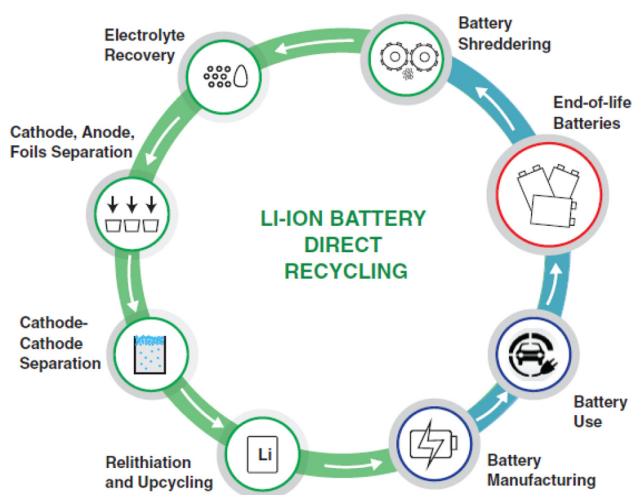 Electrolyte
Recovery
Battery
Shreddering
End-of-life
Batteries
Cathode, Anode,
Foils Separation
LI-ION BATTERY
DIRECT
RECYCLING
Cathode-
Cathode
Separation
Battery
Use
Li
Relithiation
and Upcycling
Battery
Manufacturing